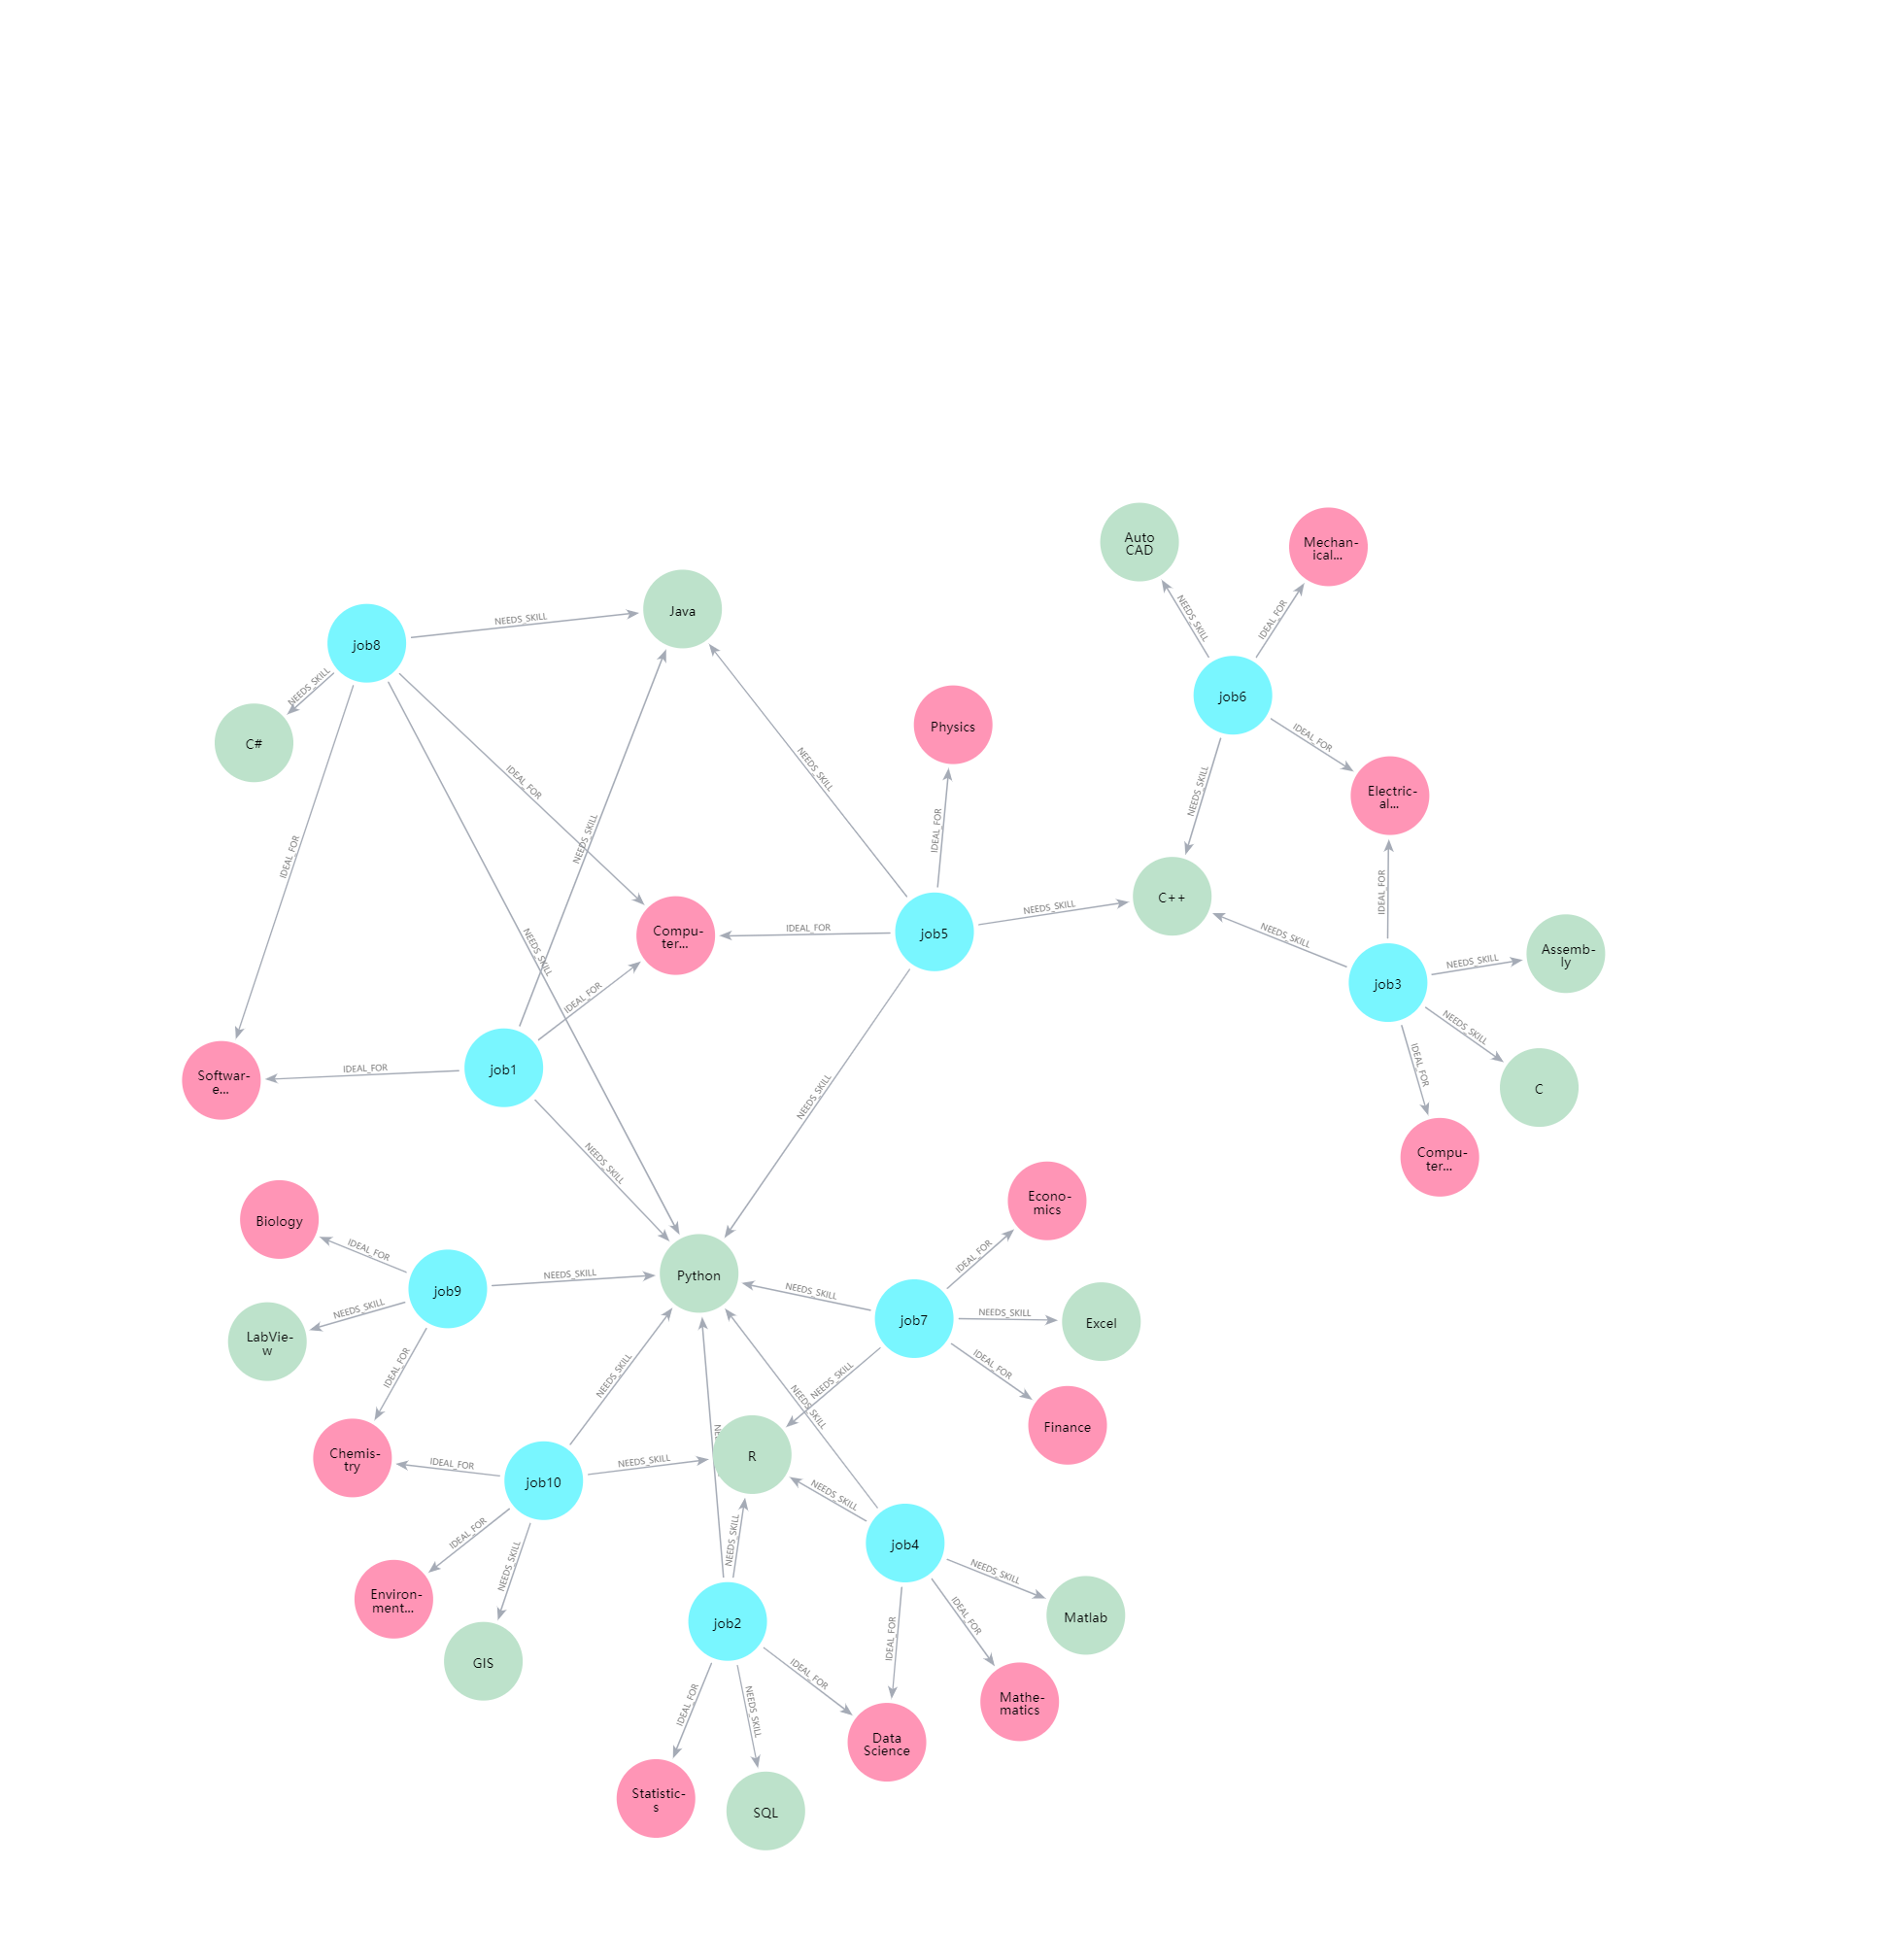 Auto
CAD
Mechan-
ical...
NEEDS_SKILL
IDEAL_FOR
Java
NEEDS_SKILL
job8
NEEDS_SKILL
job6
Physics
C#
IDEAL_FOR
NEEDS_SKILL
IDEAL_FOR
NEEDS_SKILL
Electric-
al...
IDEAL_FOR
NEEDS_SKILL
IDEAL_FOR
IDEAL_FOR
C++
IDEAL_FOR
NEEDS_SKILL
NEEDS_SKILL
Compu-
ter...
IDEAL_FOR
job5
NEEDS_SKILL
NEEDS_SKILL
Assemb-
ly
job3
IDEAL_FOR
NEEDS_SKILL
NEEDS_SKILL
Softwar-
e...
IDEAL_FOR
job1
NEEDS_SKILL
IDEAL_FOR
C
NEEDS_SKILL
Compu-
ter...
Econo-
mics
Biology
IDEAL_FOR
IDEAL_FOR
Python
NEEDS_SKILL
job9
NEEDS_SKILL
NEEDS_SKILL
job7
NEEDS_SKILL
Excel
LabVie-
w
IDEAL_FOR
NEEDS_SKILL
NEEDS_SKILL
IDEAL_FOR
NEEDS_SKILL
Finance
Chemis-
try
IDEAL_FOR
job10
NEEDS_SKILL
R
NEEDS_SKILL
IDEAL_FOR
NEEDS_SKILL
NEEDS_SKILL
job4
NEEDS_SKILL
Environ-
ment...
job2
IDEAL_FOR
IDEAL_FOR
Matlab
GIS
IDEAL_FOR
IDEAL_FOR
NEEDS_SKILL
Mathe-
matics
Data
Science
Statistic-
s
SQL